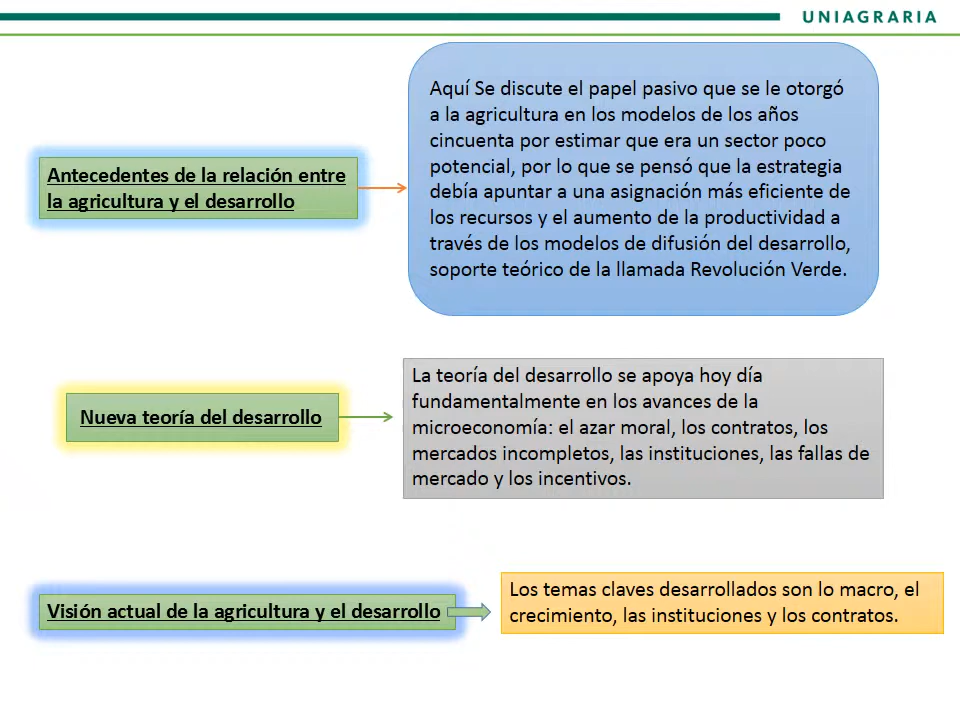 UNIAGRARIA
Aquí Se discute el papel pasivo que se le otorgó
a la agricultura en los modelos de los años
cincuenta por estimar que era un sector poco
potencial, por lo que se pensó que la estrategia
debía apuntar a una asignación más eficiente de
los recursos y el aumento de la productividad a
través de los modelos de difusión del desarrollo,
soporte teórico de la llamada Revolución Verde.
Antecedentes de la relación entre
la agricultura y el desarrollo
Nueva teoría del desarrollo
La teoría del desarrollo se apoya hoy día
fundamentalmente en los avances de la
microeconomía: el azar moral, los contratos, los
mercados incompletos, las instituciones, las fallas de
mercado y los incentivos.
Visión actual de la agricultura y el desarrollo
Los temas claves desarrollados son lo macro, el
crecimiento, las instituciones y los contratos.